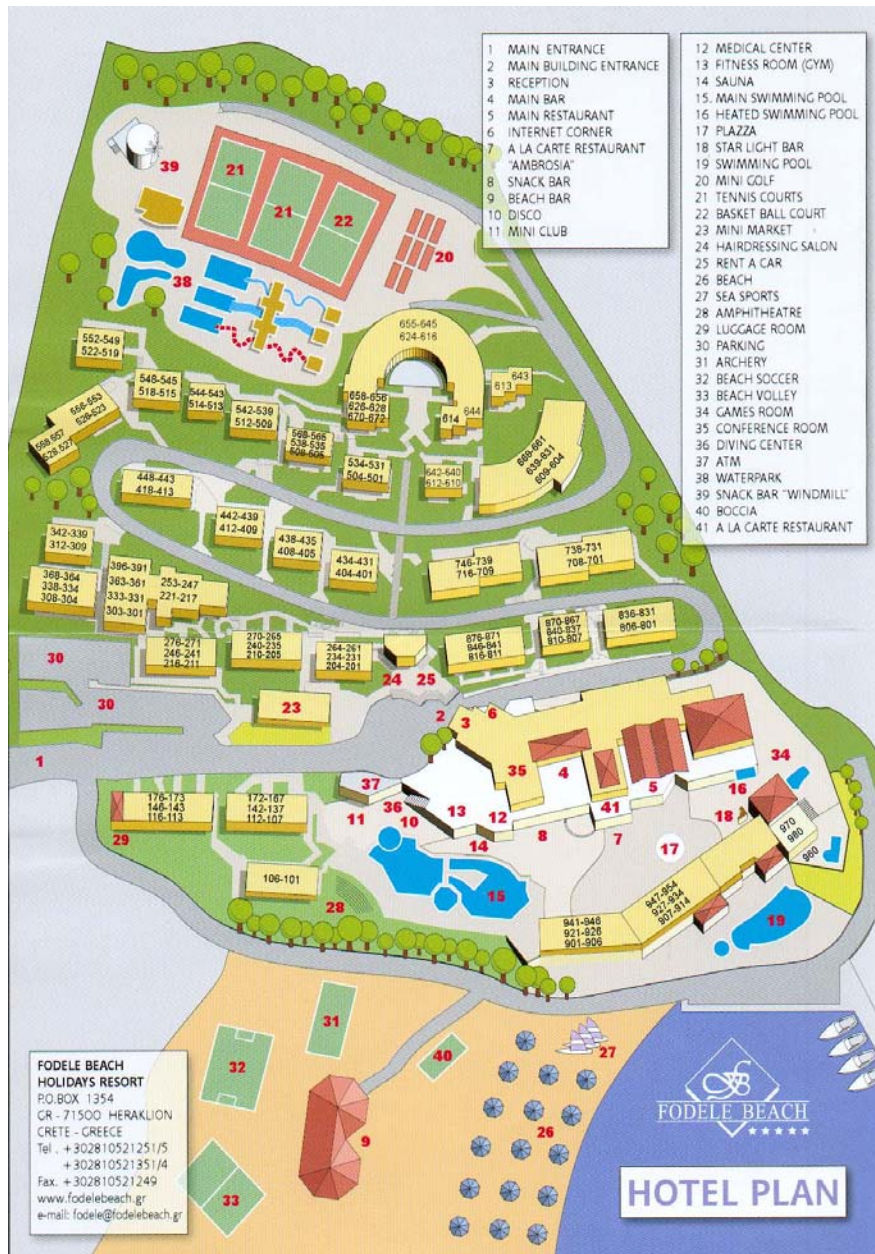 1 MAIN ENTRANCE
2 MAIN BUILDING ENTRANCE
3 RECEPTION
4 MAIN BAR
5 MAIN RESTAURANT
6 INTERNET CORNER
7 A LA CARTE RESTAURANT
"AMBROSIA"
8 SNACK BAR
9 BEACH BAR
10 DISCO
11 MINI CLUB
12 MEDICAL CENTER
13 FITNESS ROOM (GYM)
14 SAUNA
15. MAIN SWIMMING POOL
16 HEATED SWIMMING POOL
17 PLAZZA
18 STAR LIGHT BAR
19 SWIMMING POOL
20 MINI GOLF
21 TENNIS COURTS
22 BASKET BALL COURT
23 MINI MARKET
24 HAIRDRESSING SALON
25 RENT A CAR
26 BEACH
27 SEA SPORTS
28 AMPHITHEATRE
29 LUGGAGE ROOM
30 PARKING
31 ARCHERY
32 BEACH SOCCER
33 BEACH VOLLEY
34 GAMES ROOM
35 CONFERENCE ROOM
36 DIVING CENTER
37 ATM
38 WATERPARK
39 SNACK BAR "WINDMILL"
40 BOCCIA
41 A LA CARTE RESTAURANT
39
21
21
22
20
38
655-645
624-616
552-549
522-519
546-545
518-515
544-543
514-513
542-539
512-509
556-553
526-523
558-557
528-527
568-565
538-535
508-505
658-656
626-628
670-672
614
644
613
643
534-531
504-501
642-640
612-610
669-661
639-631
609-604
448-443
418-413
442-439
412-409
438-435
408-405
434-431
404-401
746-739
716-709
738-731
708-701
342-339
312-309
368-364
338-334
308-304
396-391
363-361
333-331
303-301
253-247
221-217
276-271
246-241
216-211
270-265
240-235
210-205
264-261
234-231
204-201
876-871
846-841
816-811
870-867
840-837
810-807
836-831
806-801
30
30
24
25
23
2
3
6
1
37
35
4
5
34
16
36
13
12
41
18
11
10
14
8
7
17
970
980
960
176-173
146-143
116-113
172-167
142-137
112-107
29
106-101
28
15
941-946
921-926
901-906
947-954
927-934
907-914
19
31
32
40
27
9
26
33
FODELE BEACH
HOLIDAYS RESORT
P.O.BOX 1354
GR - 71500 HERAKLION
CRETE - GREECE
Tel. +302810521251/5
+302810521351/4
Fax. +302810521249
www.fodelebeach.gr
e-mail: fodele@fodelebeach.gr
FODELE BEACH
HOTEL PLAN